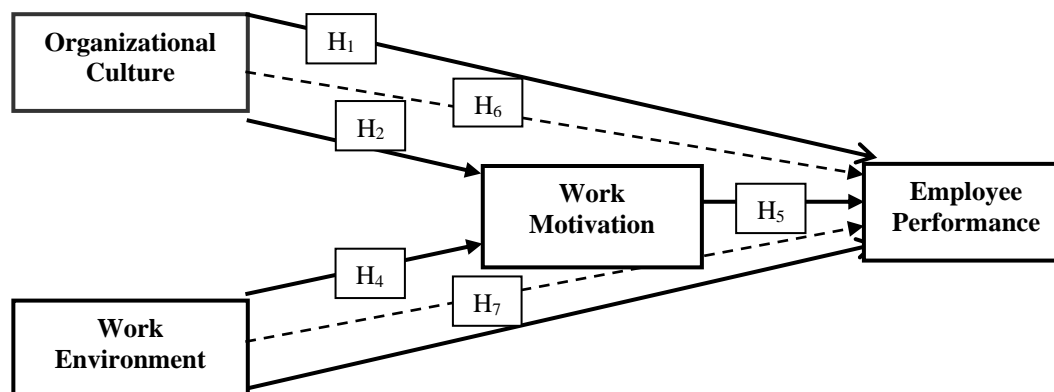 Organizational
Culture
H₁
H₆
H₂
Work
Motivation
H₅
Employee
Performance
H₄
H₇
Work
Environment